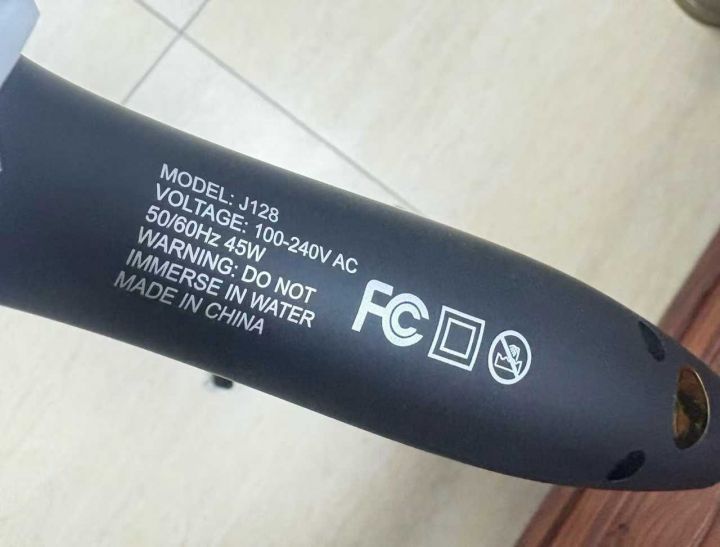 MODEL: J128
VOLTAGE: 100-240V AC
50/60Hz 45W
WARNING: DO NOT
IMMERSE IN WATER
MADE IN CHINA
FC